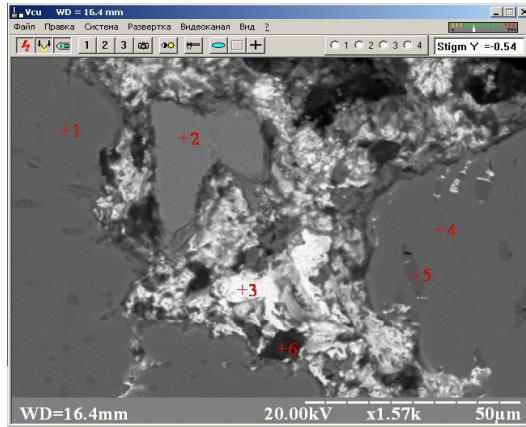 Vcu WD = 16.4 mm
Файл Правка Система Развертка Видеоканал Вид ?
1 2 3 1 2 3 4 Stigm Y =-0.54
+1
+2
+4
+5
+3
+6
WD=16.4mm 20.00kV x1.57k 50µm